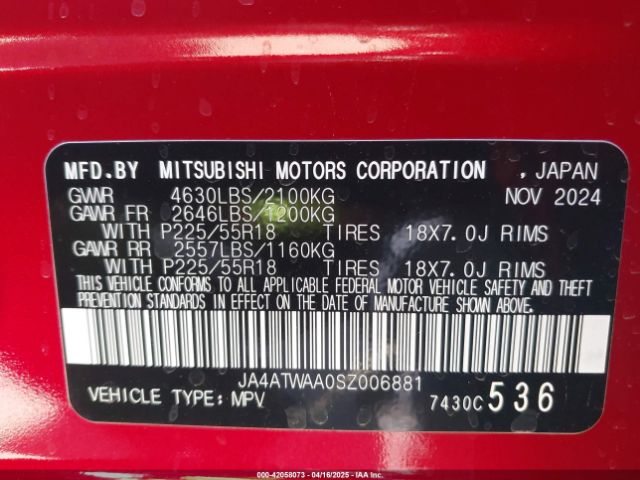 MFD.BY MITSUBISHI MOTORS CORPORATION , JAPAN
GVWR 4630LBS/2100KG NOV 2024
GAWR FR 2646LBS/1200KG
WITH P225/55R18 TIRES 18X7.0J RIMS
GAWR RR 2557LBS/1160KG
WITH P225/55R18 TIRES 18X7.0J RIMS
THIS VEHICLE CONFORMS TO ALL APPLICABLE FEDERAL MOTOR VEHICLE SAFETY AND THEFT
PREVENTION STANDARDS IN EFFECT ON THE DATE OF MANUFACTURE SHOWN ABOVE.
JA4ATWAA0SZ006881
VEHICLE TYPE: MPV 7430C 536
000-42058073 - 04/16/2025 - IAA Inc.